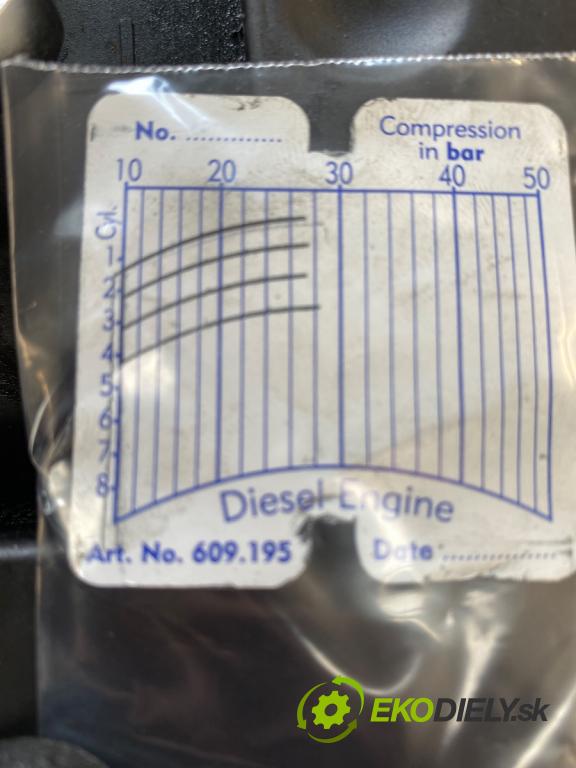 No. ..............
Compression
in bar
10 20 30 40 50
Cyl.
1
2
3
4
5
6
7
8
Diesel Engine
Art. No. 609.195
Date ................
EKODIELY.sk